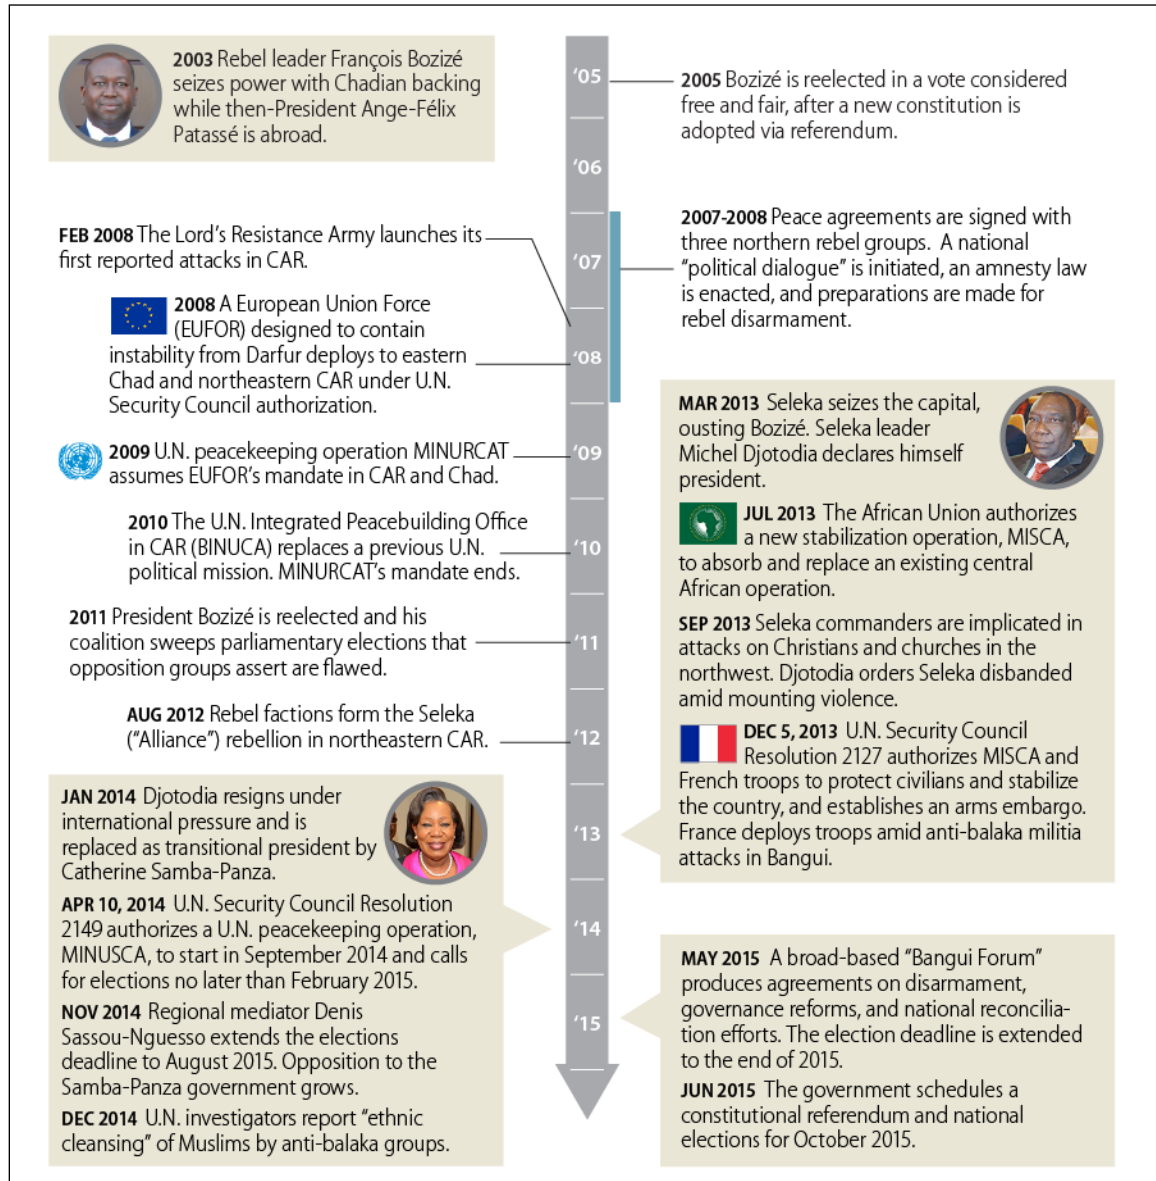 2003 Rebel leader François Bozizé
seizes power with Chadian backing
while then-President Ange-Félix
Patassé is abroad.
'05
2005 Bozizé is reelected in a vote considered
free and fair, after a new constitution is
adopted via referendum.
'06
2007-2008 Peace agreements are signed with
three northern rebel groups. A national
"political dialogue" is initiated, an amnesty law
is enacted, and preparations are made for
rebel disarmament.
FEB 2008 The Lord's Resistance Army launches its
first reported attacks in CAR.
'07
2008 A European Union Force
(EUFOR) designed to contain
instability from Darfur deploys to eastern
Chad and northeastern CAR under U.N.
Security Council authorization.
'08
2009 U.N. peacekeeping operation MINURCAT
assumes EUFOR's mandate in CAR and Chad.
'09
2010 The U.N. Integrated Peacebuilding Office
in CAR (BINUCA) replaces a previous U.N.
political mission. MINURCAT's mandate ends.
'10
2011 President Bozizé is reelected and his
coalition sweeps parliamentary elections that
opposition groups assert are flawed.
'11
AUG 2012 Rebel factions form the Seleka
("Alliance") rebellion in northeastern CAR.
'12
MAR 2013 Seleka seizes the capital,
ousting Bozizé. Seleka leader
Michel Djotodia declares himself
president.
JUL 2013 The African Union authorizes
a new stabilization operation, MISCA,
to absorb and replace an existing central
African operation.
SEP 2013 Seleka commanders are implicated in
attacks on Christians and churches in the
northwest. Djotodia orders Seleka disbanded
amid mounting violence.
DEC 5, 2013 U.N. Security Council
Resolution 2127 authorizes MISCA and
French troops to protect civilians and stabilize
the country, and establishes an arms embargo.
France deploys troops amid anti-balaka militia
attacks in Bangui.
'13
JAN 2014 Djotodia resigns under
international pressure and is
replaced as transitional president by
Catherine Samba-Panza.
APR 10, 2014 U.N. Security Council Resolution
2149 authorizes a U.N. peacekeeping operation,
MINUSCA, to start in September 2014 and calls
for elections no later than February 2015.
NOV 2014 Regional mediator Denis
Sassou-Nguesso extends the elections
deadline to August 2015. Opposition to the
Samba-Panza government grows.
DEC 2014 U.N. investigators report "ethnic
cleansing" of Muslims by anti-balaka groups.
'14
MAY 2015 A broad-based "Bangui Forum"
produces agreements on disarmament,
governance reforms, and national reconcilia-
tion efforts. The election deadline is extended
to the end of 2015.
JUN 2015 The government schedules a
constitutional referendum and national
elections for October 2015.
'15